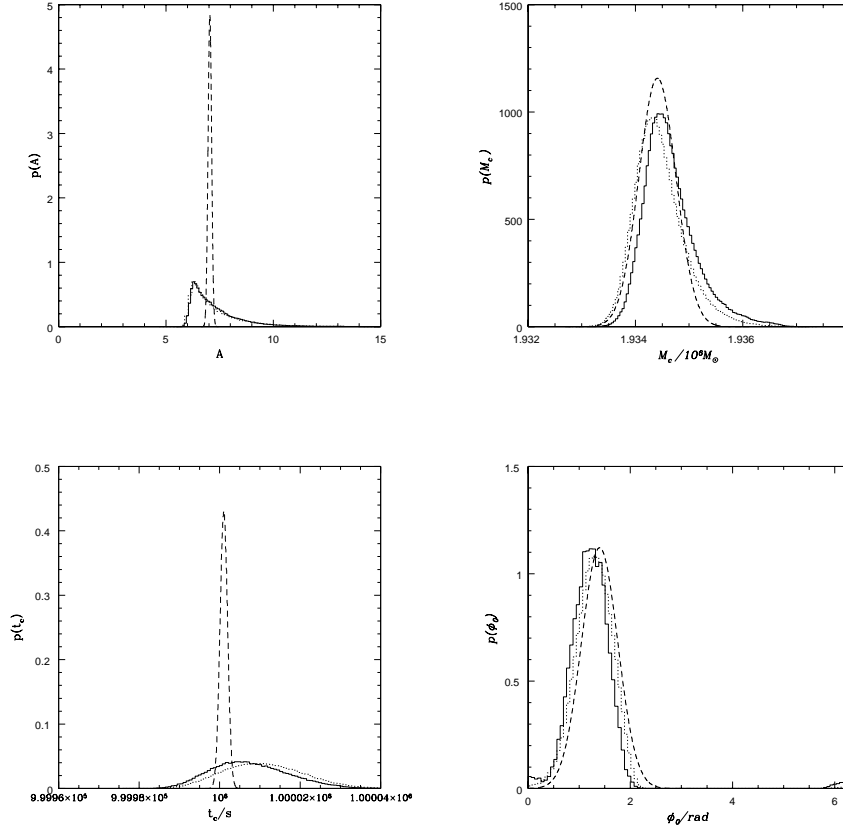 5
4
3
2
1
0
p(A)
0 5 10 15
A
1500
1000
500
0
p(M_c)
1.932 1.934 1.936
M_c/10^6M_⊙
0.5
0.4
0.3
0.2
0.1
0
p(t_c)
9.9996×10^5 9.9998×10^5 10^6 1.00002×10^6 1.00004×10^6
t_c/s
1.5
1
0.5
0
p(ϕ_0)
0 2 4 6
ϕ_0/rad